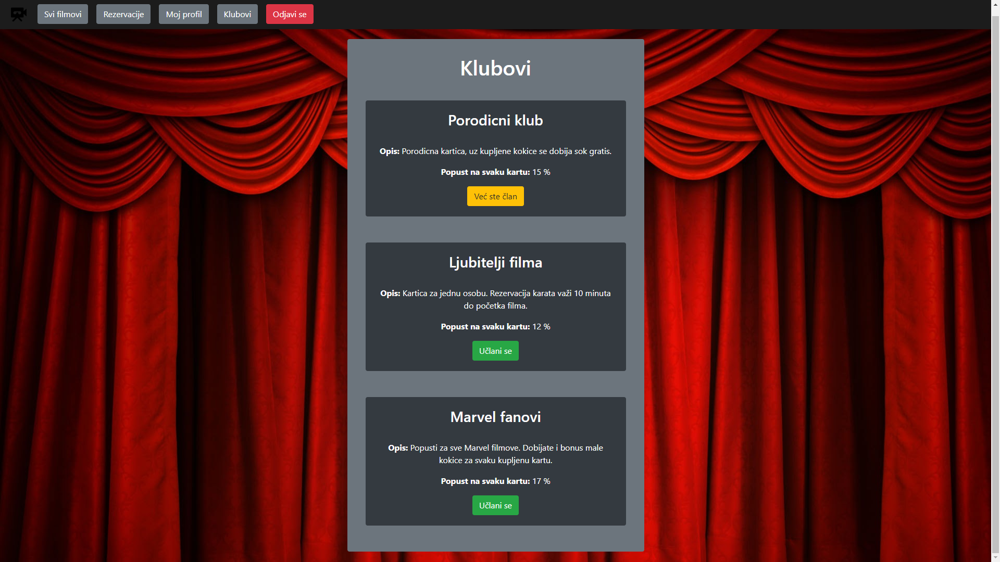 Svi filmovi Rezervacije Moj profil Klubovi Odjavi se
Klubovi
Porodicni klub
Opis: Porodicna kartica, uz kupljene kokice se dobija sok gratis.
Popust na svaku kartu: 15 %
Već ste član
Ljubitelji filma
Opis: Kartica za jednu osobu. Rezervacija karata važi 10 minuta
do početka filma.
Popust na svaku kartu: 12 %
Učlani se
Marvel fanovi
Opis: Popusti za sve Marvel filmove. Dobijate i bonus male
kokice za svaku kupljenu kartu.
Popust na svaku kartu: 17 %
Učlani se